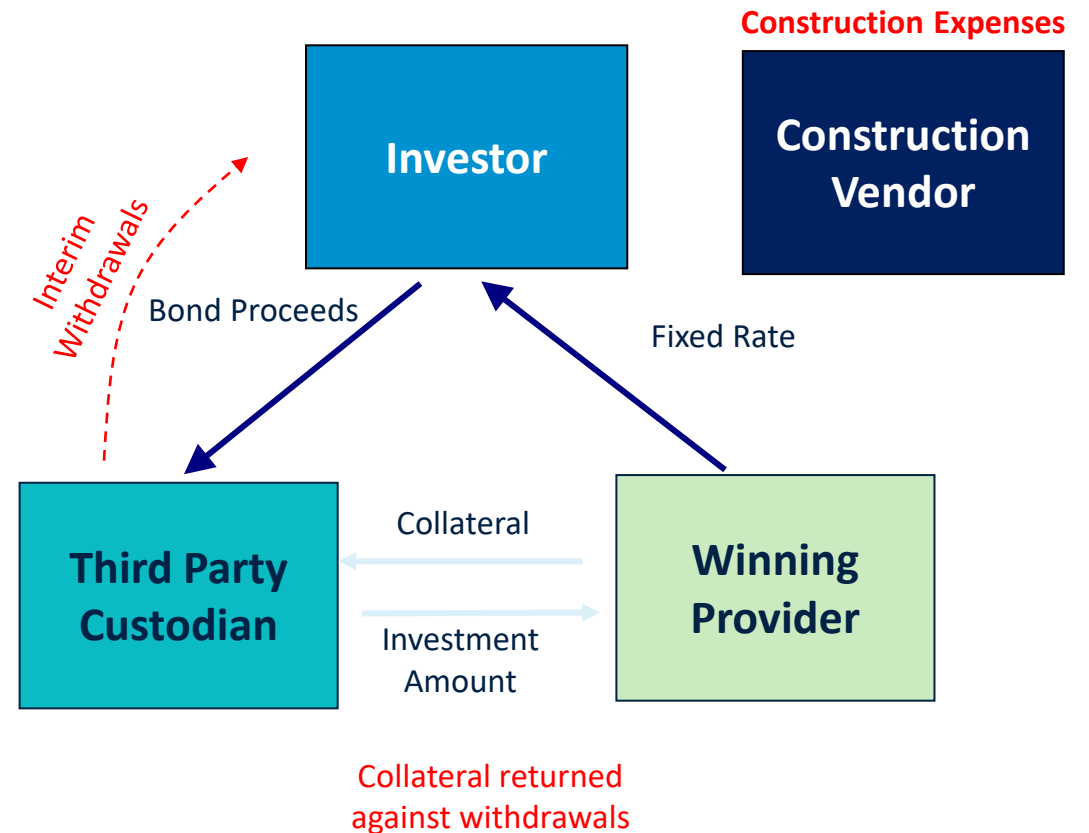 Construction Expenses
Investor
Construction
Vendor
Interim
Withdrawals
Bond Proceeds
Fixed Rate
Third Party
Custodian
Collateral
Investment
Amount
Winning
Provider
Collateral returned
against withdrawals